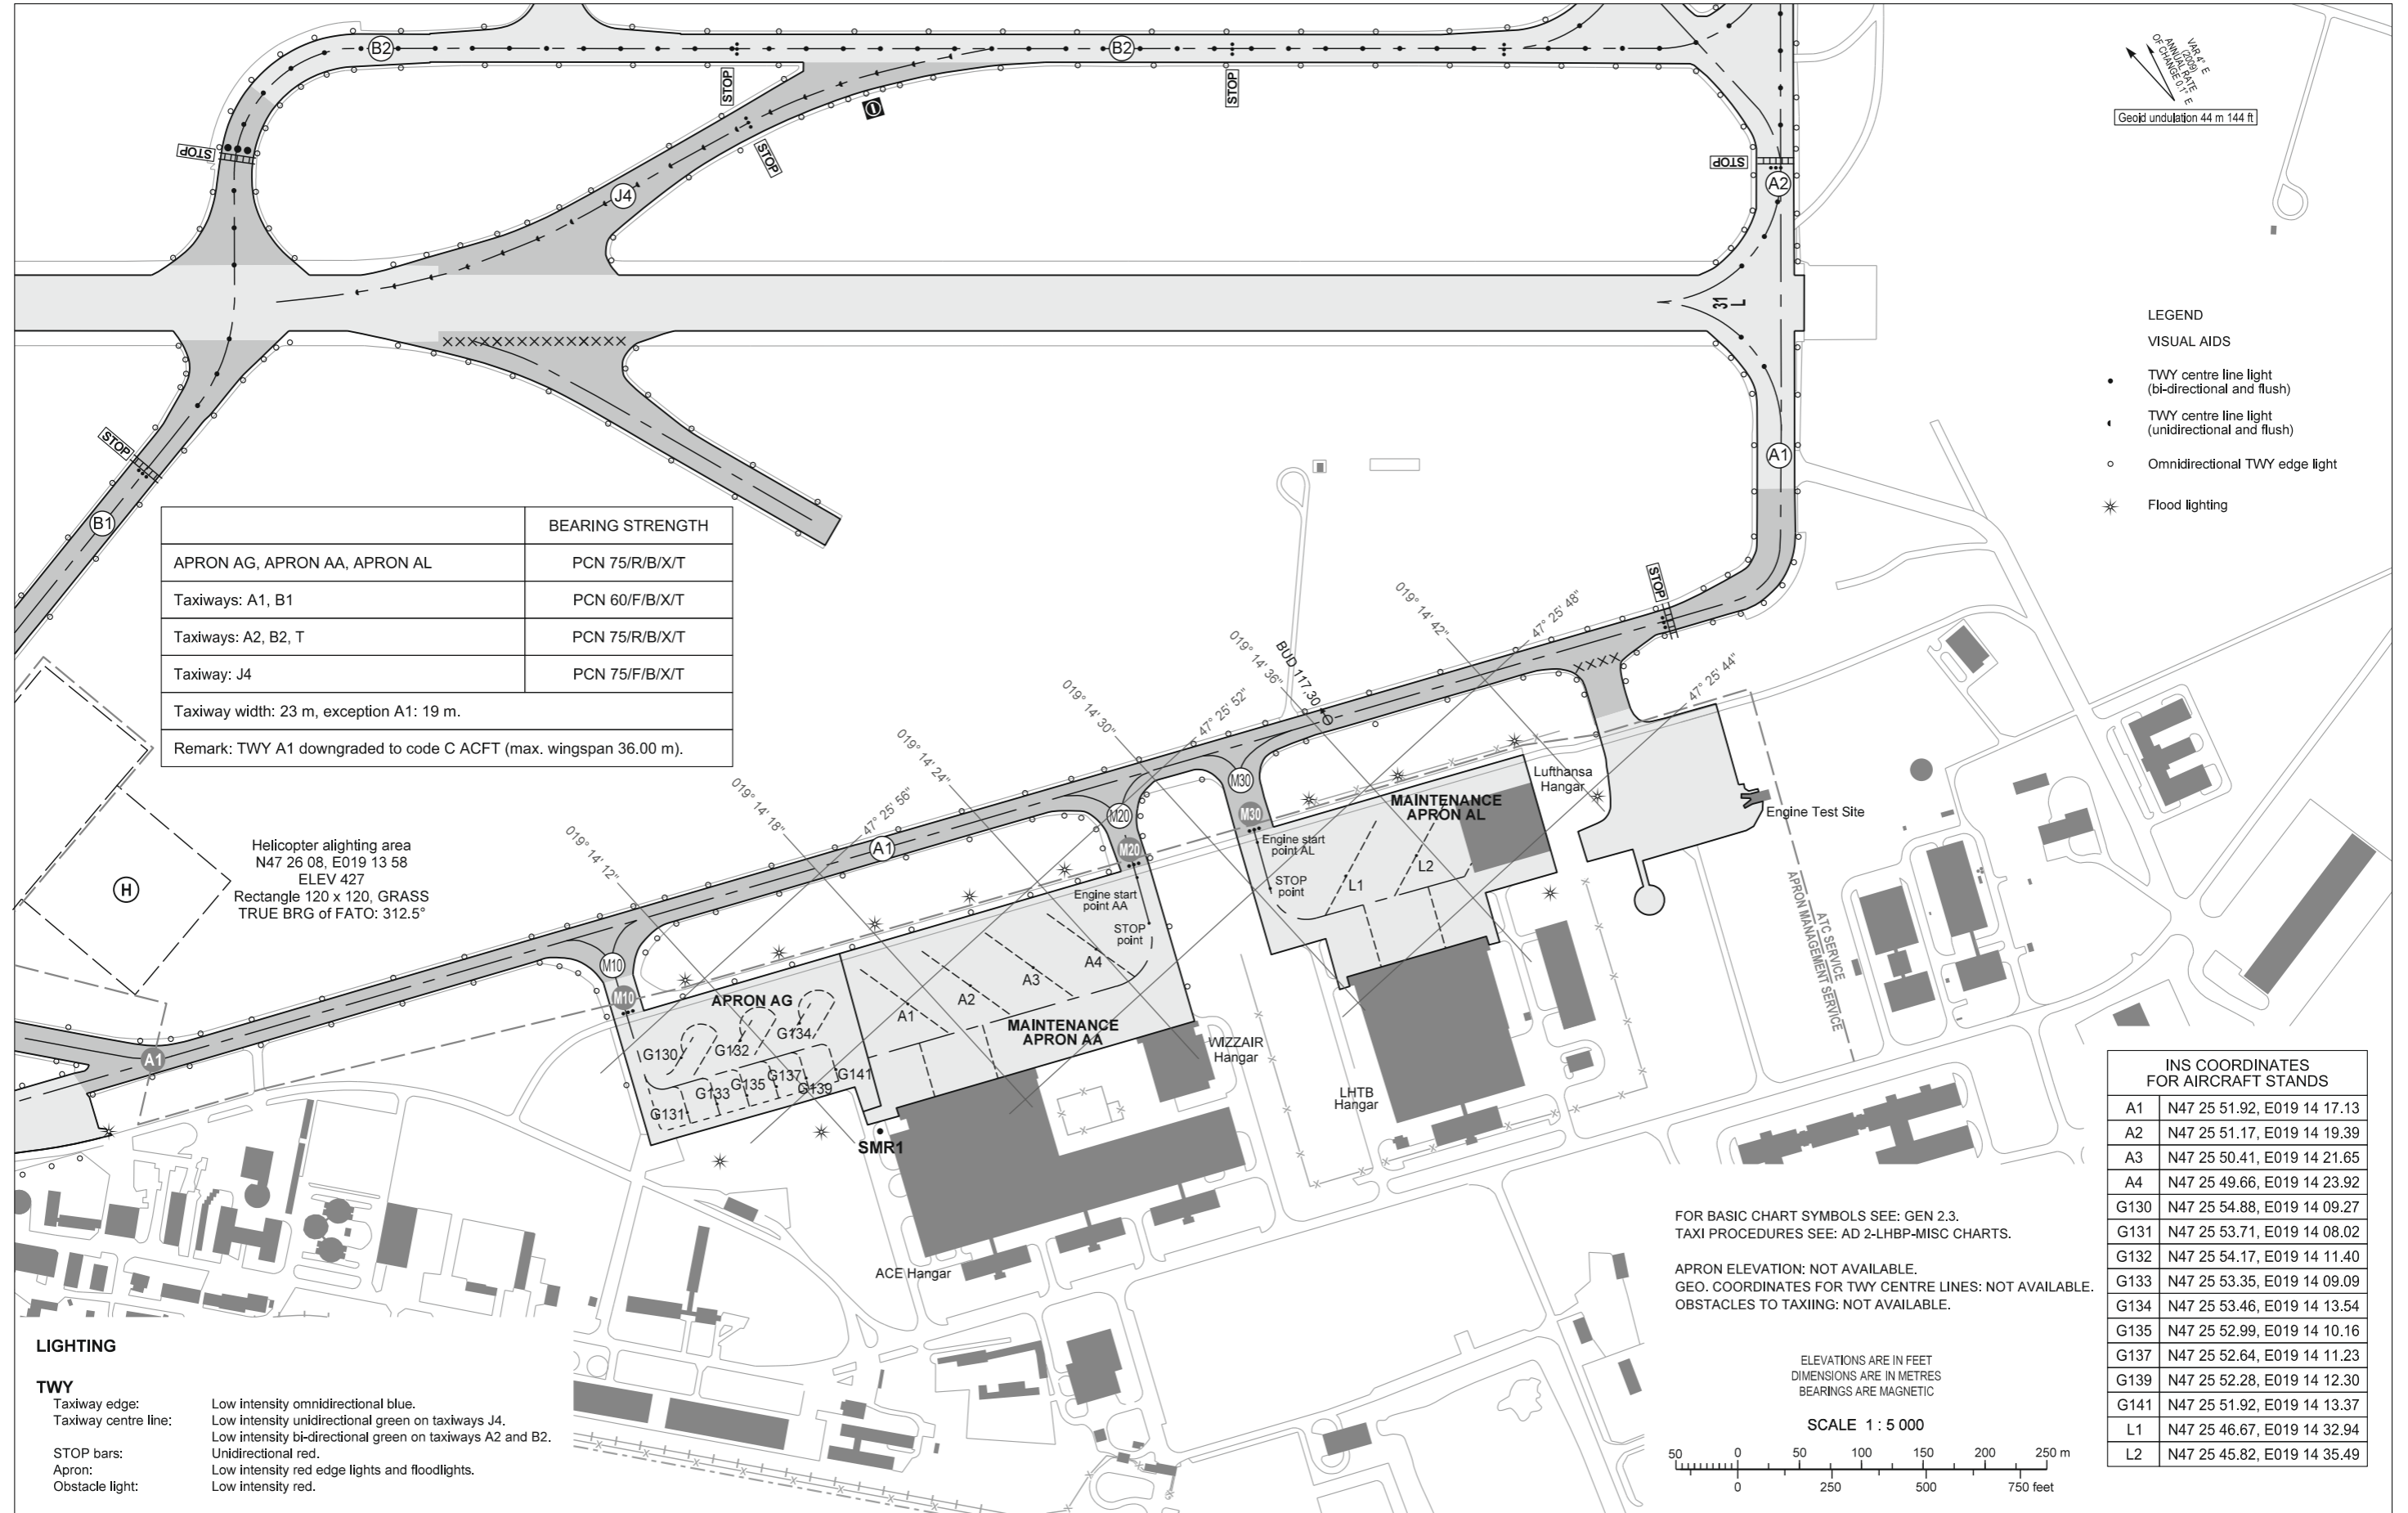 B2
B2
STOP
STOP
STOP
STOP
STOP
J4
A2
VAR 4° E
(2009)
ANNUAL RATE
OF CHANGE 0.1° E
Geoid undulation 44 m 144 ft
31
L
LEGEND
VISUAL AIDS
TWY centre line light
(bi-directional and flush)
TWY centre line light
(unidirectional and flush)
Omnidirectional TWY edge light
Flood lighting
STOP
B1
A1
STOP
BEARING STRENGTH
APRON AG, APRON AA, APRON AL PCN 75/R/B/X/T
Taxiways: A1, B1 PCN 60/F/B/X/T
Taxiways: A2, B2, T PCN 75/R/B/X/T
Taxiway: J4 PCN 75/F/B/X/T
Taxiway width: 23 m, exception A1: 19 m.
Remark: TWY A1 downgraded to code C ACFT (max. wingspan 36.00 m).
019° 14' 12"
019° 14' 18"
019° 14' 24"
019° 14' 30"
019° 14' 36"
019° 14' 42"
47° 25' 56"
47° 25' 52"
47° 25' 48"
47° 25' 44"
BUD 117,30
Helicopter alighting area
N47 26 08, E019 13 58
ELEV 427
Rectangle 120 x 120, GRASS
TRUE BRG of FATO: 312.5°
H
A1
A1
M10
M10
M20
M20
M30
M30
Engine start
point AA
STOP
point
Engine start
point AL
STOP
point
MAINTENANCE
APRON AL
L1
L2
Lufthansa
Hangar
Engine Test Site
ATC SERVICE
APRON MANAGEMENT SERVICE
APRON AG
G130
G132
G134
G131
G133
G135
G137
G139
G141
A1
A2
A3
A4
MAINTENANCE
APRON AA
WIZZAIR
Hangar
LHTB
Hangar
SMR1
ACE Hangar
INS COORDINATES
FOR AIRCRAFT STANDS
A1 N47 25 51.92, E019 14 17.13
A2 N47 25 51.17, E019 14 19.39
A3 N47 25 50.41, E019 14 21.65
A4 N47 25 49.66, E019 14 23.92
G130 N47 25 54.88, E019 14 09.27
G131 N47 25 53.71, E019 14 08.02
G132 N47 25 54.17, E019 14 11.40
G133 N47 25 53.35, E019 14 09.09
G134 N47 25 53.46, E019 14 13.54
G135 N47 25 52.99, E019 14 10.16
G137 N47 25 52.64, E019 14 11.23
G139 N47 25 52.28, E019 14 12.30
G141 N47 25 51.92, E019 14 13.37
L1 N47 25 46.67, E019 14 32.94
L2 N47 25 45.82, E019 14 35.49
FOR BASIC CHART SYMBOLS SEE: GEN 2.3.
TAXI PROCEDURES SEE: AD 2-LHBP-MISC CHARTS.
APRON ELEVATION: NOT AVAILABLE.
GEO. COORDINATES FOR TWY CENTRE LINES: NOT AVAILABLE.
OBSTACLES TO TAXIING: NOT AVAILABLE.
ELEVATIONS ARE IN FEET
DIMENSIONS ARE IN METRES
BEARINGS ARE MAGNETIC
SCALE 1 : 5 000
50 0 50 100 150 200 250 m
0 250 500 750 feet
LIGHTING
TWY
Taxiway edge: Low intensity omnidirectional blue.
Taxiway centre line: Low intensity unidirectional green on taxiways J4.
Low intensity bi-directional green on taxiways A2 and B2.
STOP bars: Unidirectional red.
Apron: Low intensity red edge lights and floodlights.
Obstacle light: Low intensity red.